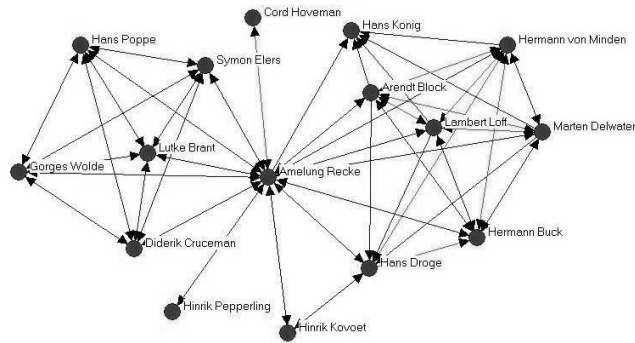 Cord Hoveman
Hans Konig
Hans Poppe
Hermann von Minden
Symon Elers
Arendt Block
Lambert Loff
Marten Delwater
Lutke Brant
Gorges Wolde
Amelung Recke
Diderik Cruceman
Hermann Buck
Hans Droge
Hinrik Pepperling
Hinrik Kovoet